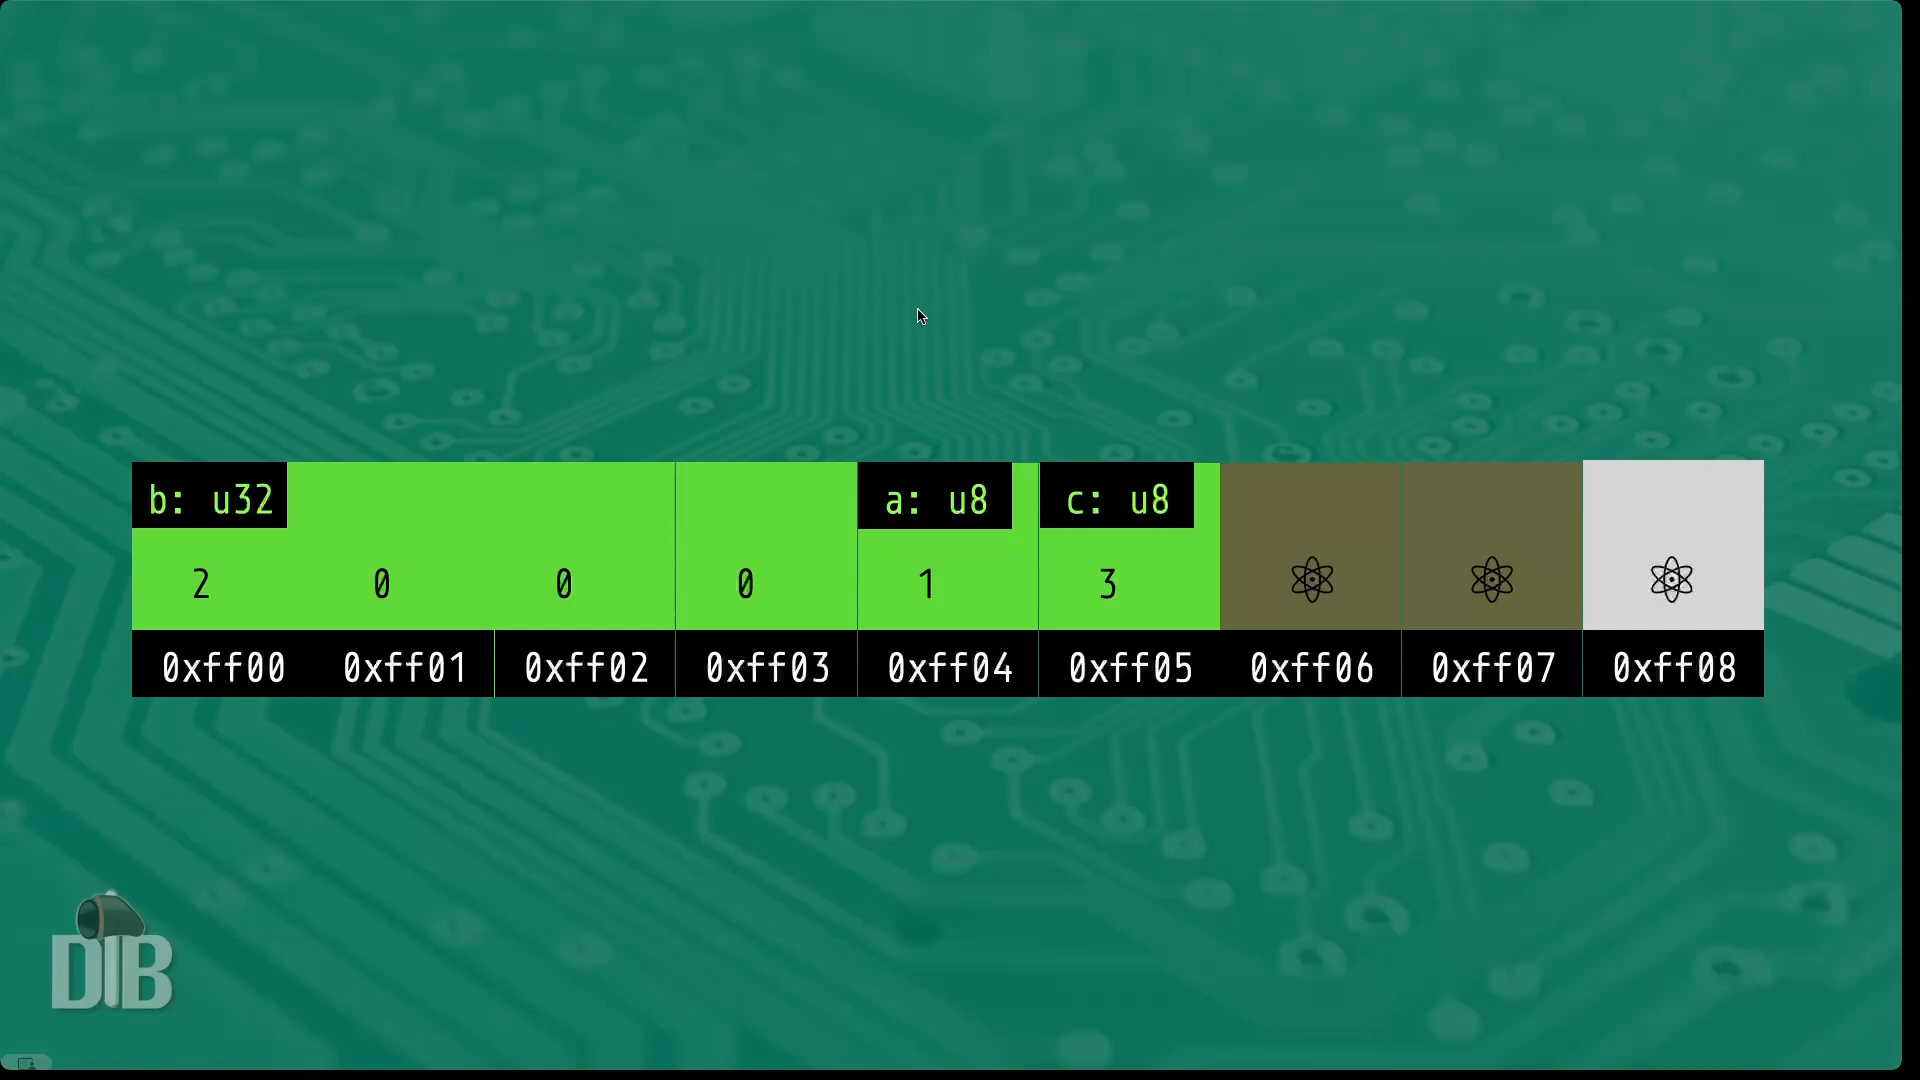 b: u32 a: u8 c: u8
2 0 0 0 1 3
0xff00 0xff01 0xff02 0xff03 0xff04 0xff05 0xff06 0xff07 0xff08
DIB